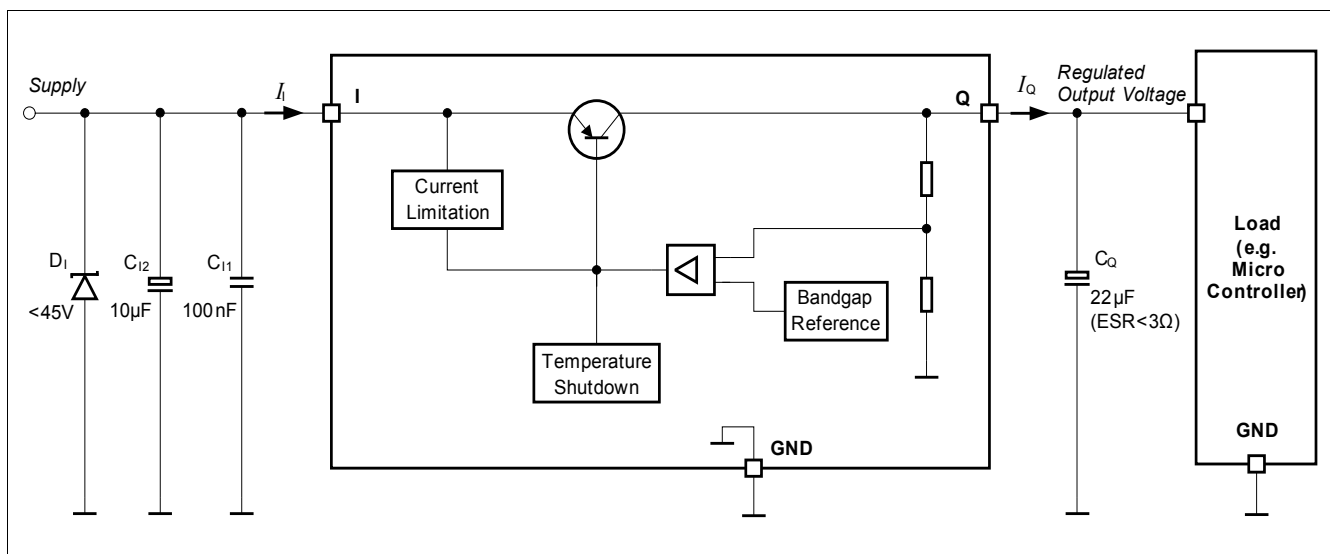 Supply
I_I
I
Q
I_Q
Regulated
Output Voltage
Current
Limitation
Bandgap
Reference
Temperature
Shutdown
GND
D_I
<45V
C_I2
10µF
C_I1
100nF
C_Q
22µF
(ESR<3Ω)
Load
(e.g.
Micro
Controller)
GND